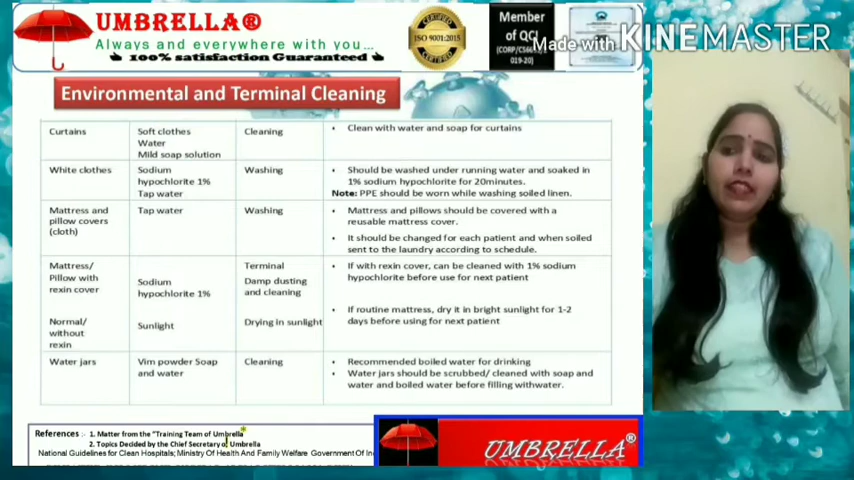 UMBRELLA®
Always and everywhere with you...
100% satisfaction Guaranteed
CERTIFIED
ISO 9001:2015
CERTIFIED
Member
of QCI
019-20)
Made with KINEMASTER
Environmental and Terminal Cleaning
Curtains
Soft clothes
Water
Mild soap solution
Cleaning
• Clean with water and soap for curtains
White clothes
Sodium
hypochlorite 1%
Tap water
Washing
• Should be washed under running water and soaked in
1% sodium hypochlorite for 20minutes.
Note: PPE should be worn while washing soiled linen.
Mattress and
pillow covers
(cloth)
Tap water
Washing
• Mattress and pillows should be covered with a
reusable mattress cover.
• It should be changed for each patient and when soiled
sent to the laundry according to schedule.
Mattress/
Pillow with
rexin cover
Normal/
without
rexin
Sodium
hypochlorite 1%
Sunlight
Terminal
Damp dusting
and cleaning
Drying in sunlight
• If with rexin cover, can be cleaned with 1% sodium
hypochlorite before use for next patient
• If routine mattress, dry it in bright sunlight for 1-2
days before using for next patient
Water jars
Vim powder Soap
and water
Cleaning
• Recommended boiled water for drinking
• Water jars should be scrubbed/ cleaned with soap and
water and boiled water before filling withwater.
References :- 1. Matter from the "Training Team of Umbrella
2. Topics Decided by the Chief Secretary of Umbrella
National Guidelines for Clean Hospitals; Ministry Of Health And Family Welfare Government Of In
UMBRELLA®